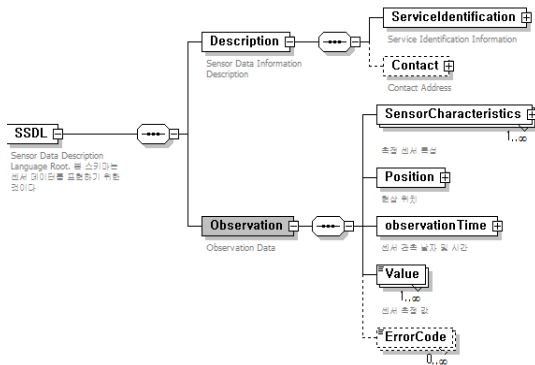 ServiceIdentification
Service Identification Information
Description
Sensor Data Information
Description
Contact
Contact Address
SSDL
Sensor Data Description
Language Root. 본 스키마는
센서 데이터를 표현하기 위한
것이다
SensorCharacteristics
1..∞
측정 센서 특성
Position
현상 위치
Observation
Observation Data
observationTime
센서 관측 날자 및 시간
Value
1..∞
센서 측정 값
ErrorCode
0..∞